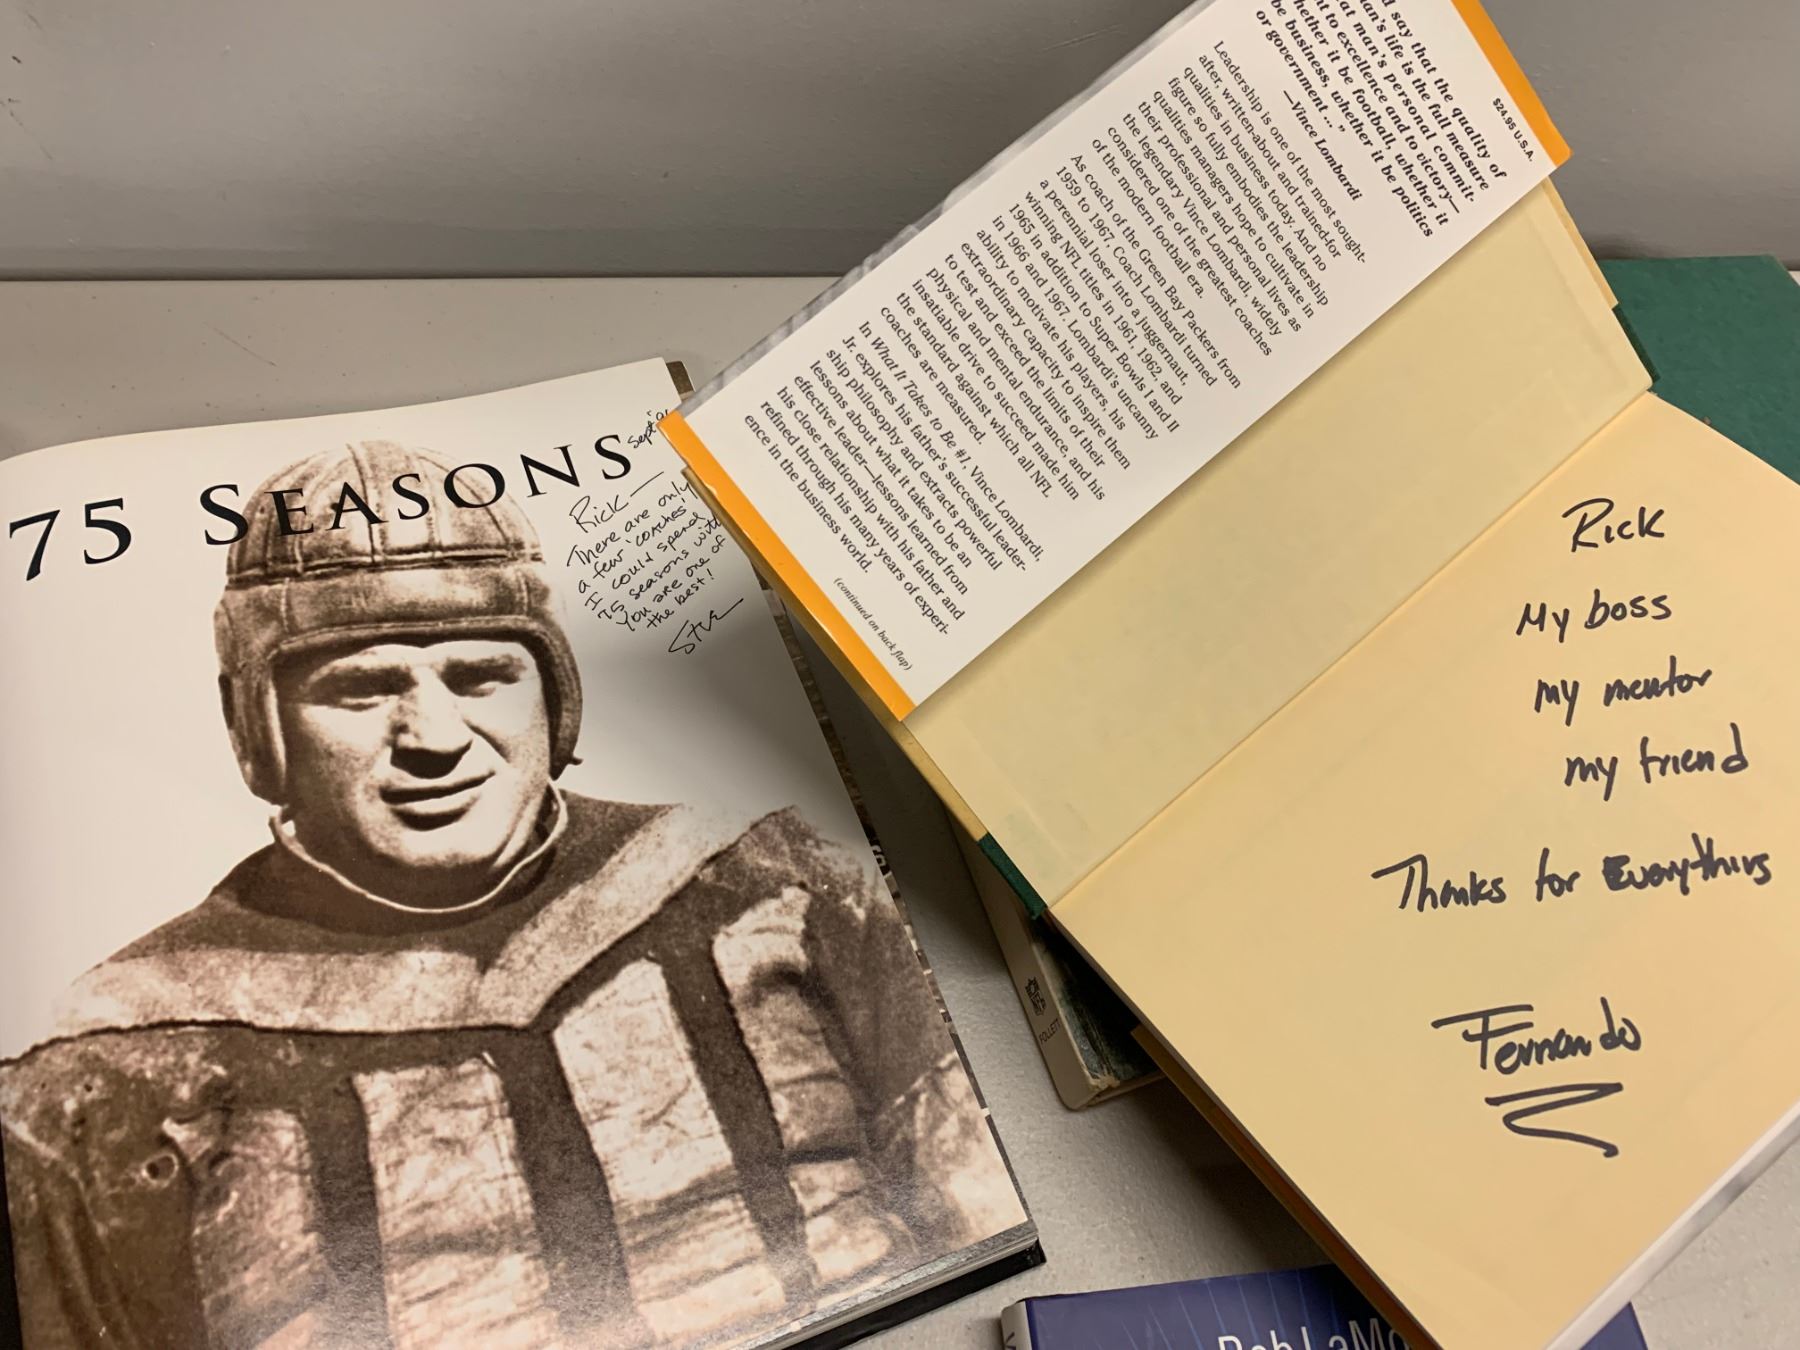 75 SEASONS
Sept
Rick —
There are only
a few 'coaches'
I could spend
75 seasons with
You are one of
the best!
Steve
$24.95 U.S.A.
d say that the quality of
man's life is the full measure
at man's personal commit-
nt to excellence and to victory—
hether it be football, whether it
be business, whether it be politics
or government ..."
—Vince Lombardi
Leadership is one of the most sought-
after, written-about and trained-for
qualities in business today. And no
figure so fully embodies the leadership
qualities managers hope to cultivate in
their professional and personal lives as
the legendary Vince Lombardi, widely
considered one of the greatest coaches
of the modern football era.
As coach of the Green Bay Packers from
1959 to 1967, Coach Lombardi turned
a perennial loser into a juggernaut,
winning NFL titles in 1961, 1962, and
1965 in addition to Super Bowls I and II
in 1966 and 1967. Lombardi's uncanny
ability to motivate his players, his
extraordinary capacity to inspire them
to test and exceed the limits of their
physical and mental endurance, and his
insatiable drive to succeed made him
the standard against which all NFL
coaches are measured.
In What It Takes to Be #1, Vince Lombardi,
Jr. explores his father's successful leader-
ship philosophy and extracts powerful
lessons about what it takes to be an
effective leader—lessons learned from
his close relationship with his father and
refined through his many years of experi-
ence in the business world.
(continued on back flap)
Rick
My boss
my mentor
my friend
Thanks for Everything
Fernando
NFL
FOLLETT
Bob LaMo